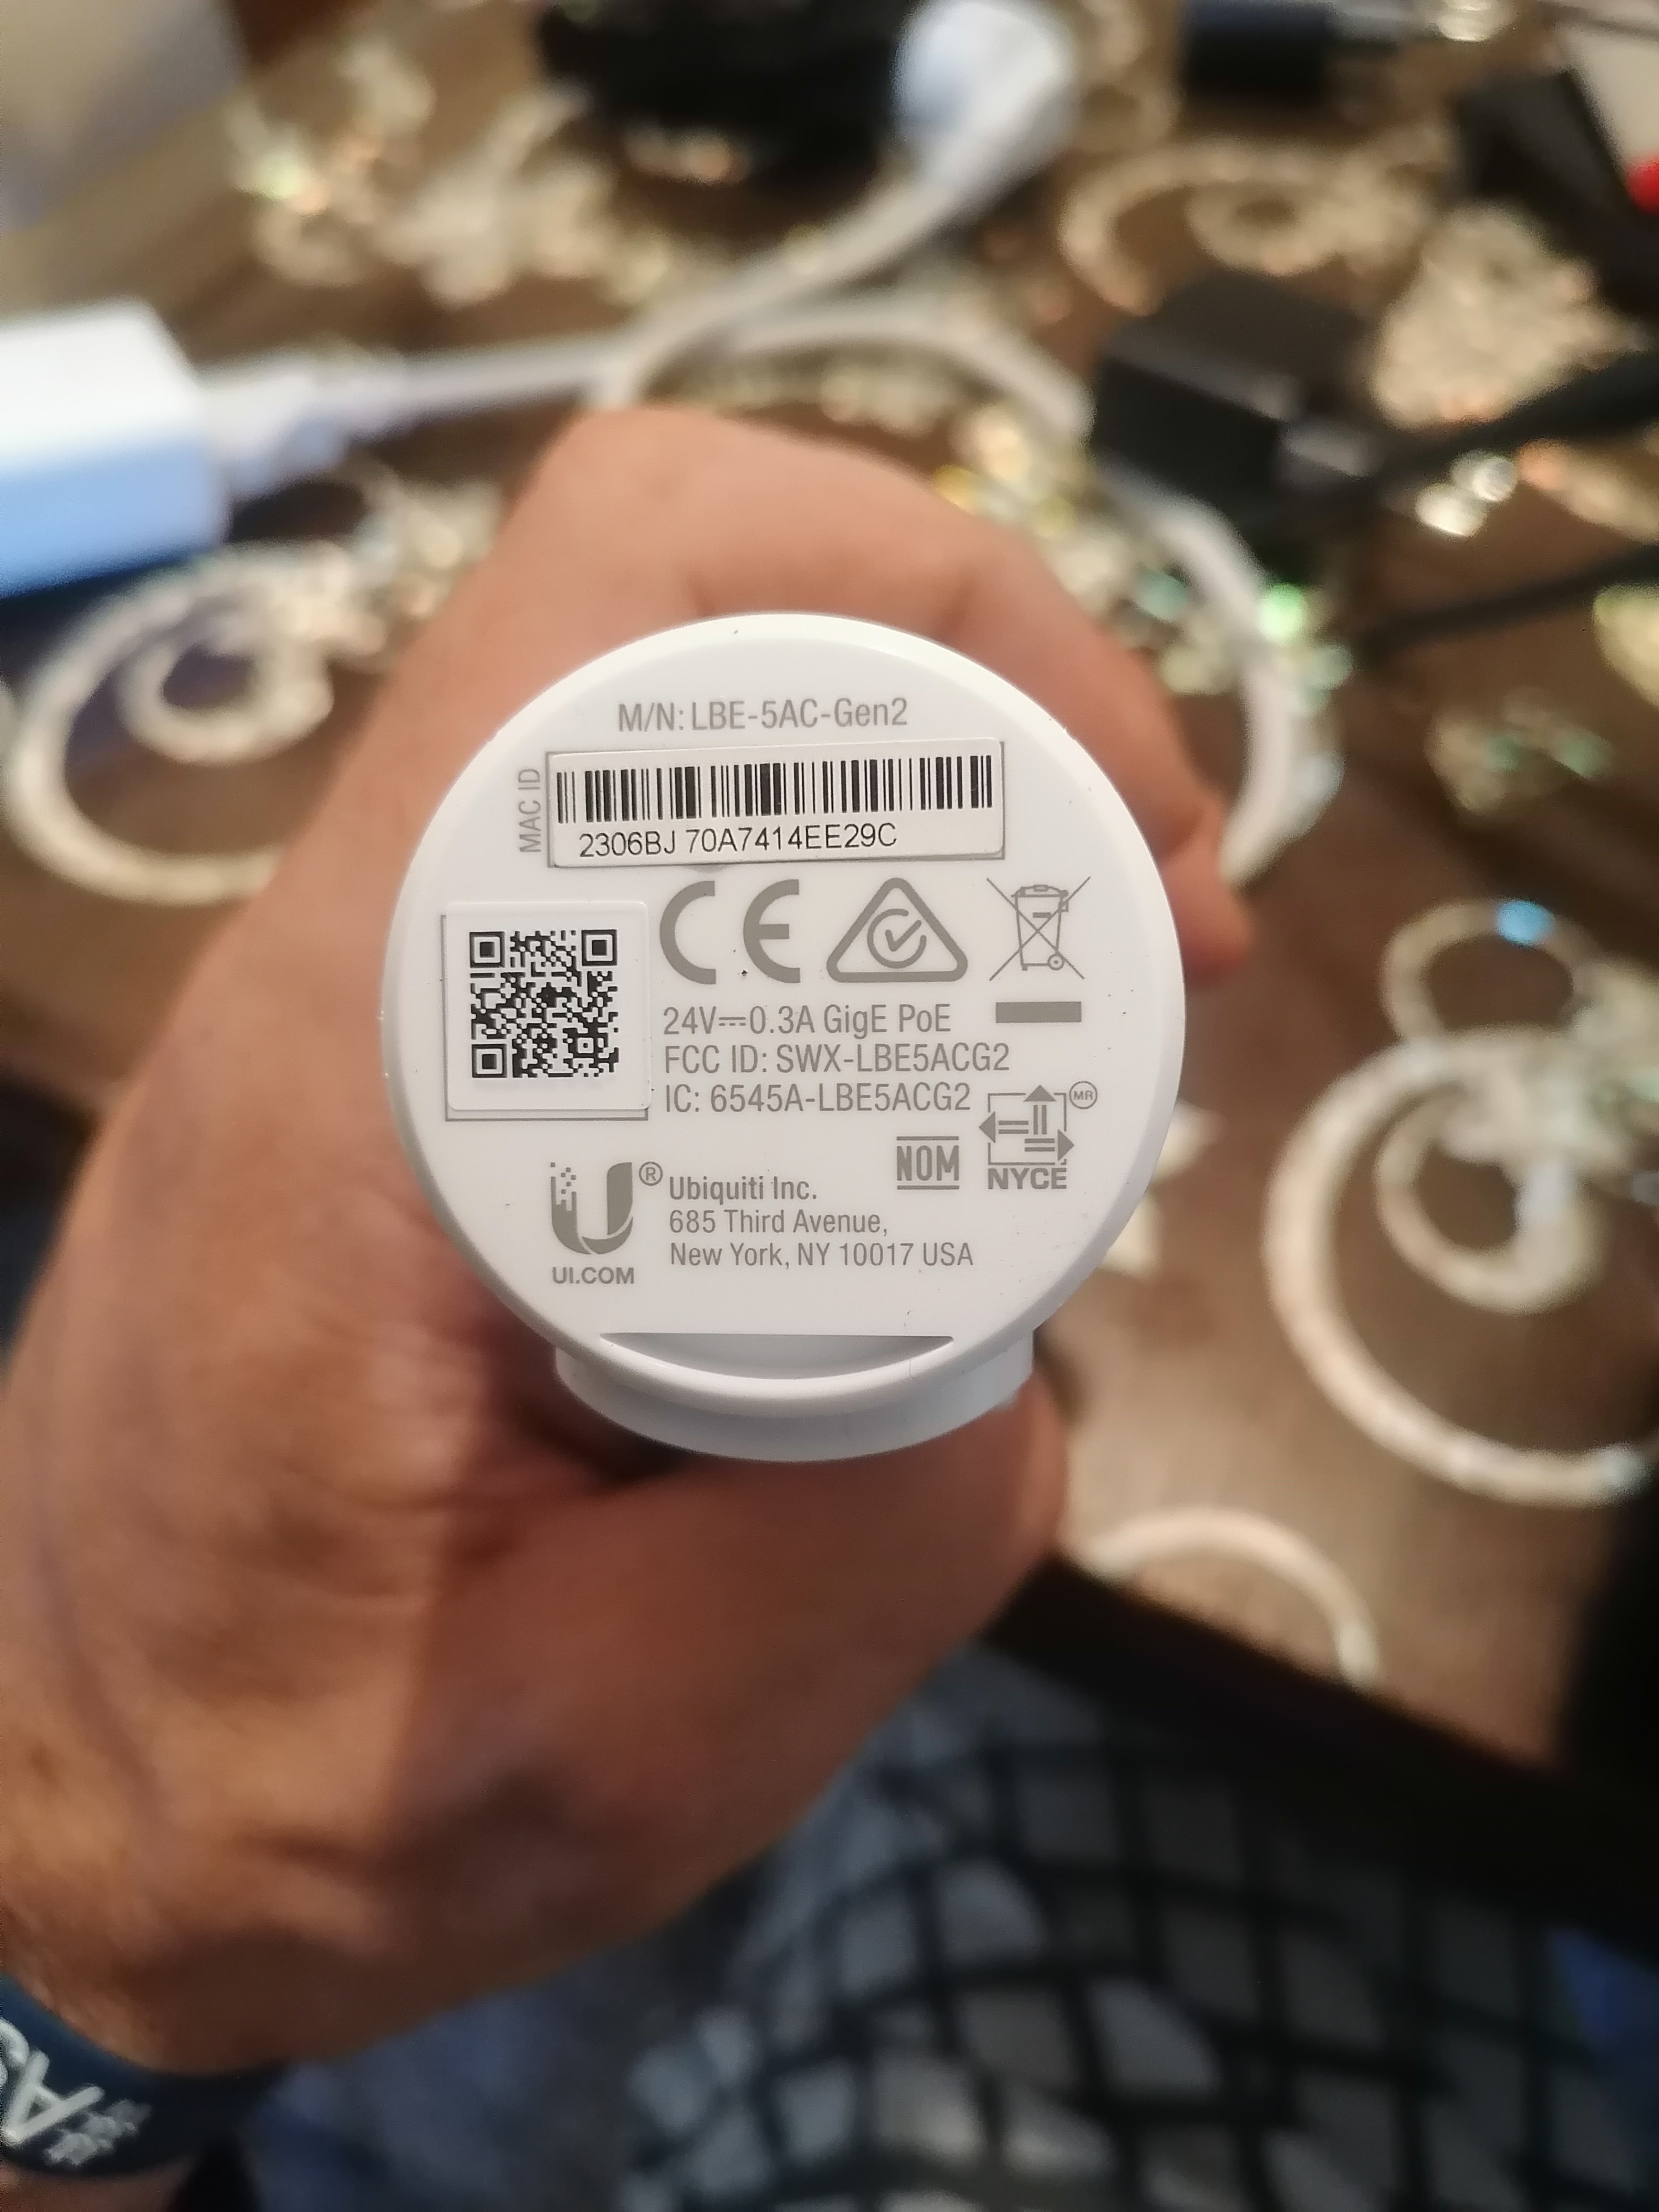 M/N: LBE-5AC-Gen2
MAC ID
2306BJ 70A7414EE29C
CE
24V⎓0.3A GigE PoE
FCC ID: SWX-LBE5ACG2
IC: 6545A-LBE5ACG2
MR
NOM
NYCE
U®
Ubiquiti Inc.
685 Third Avenue,
New York, NY 10017 USA
UI.COM